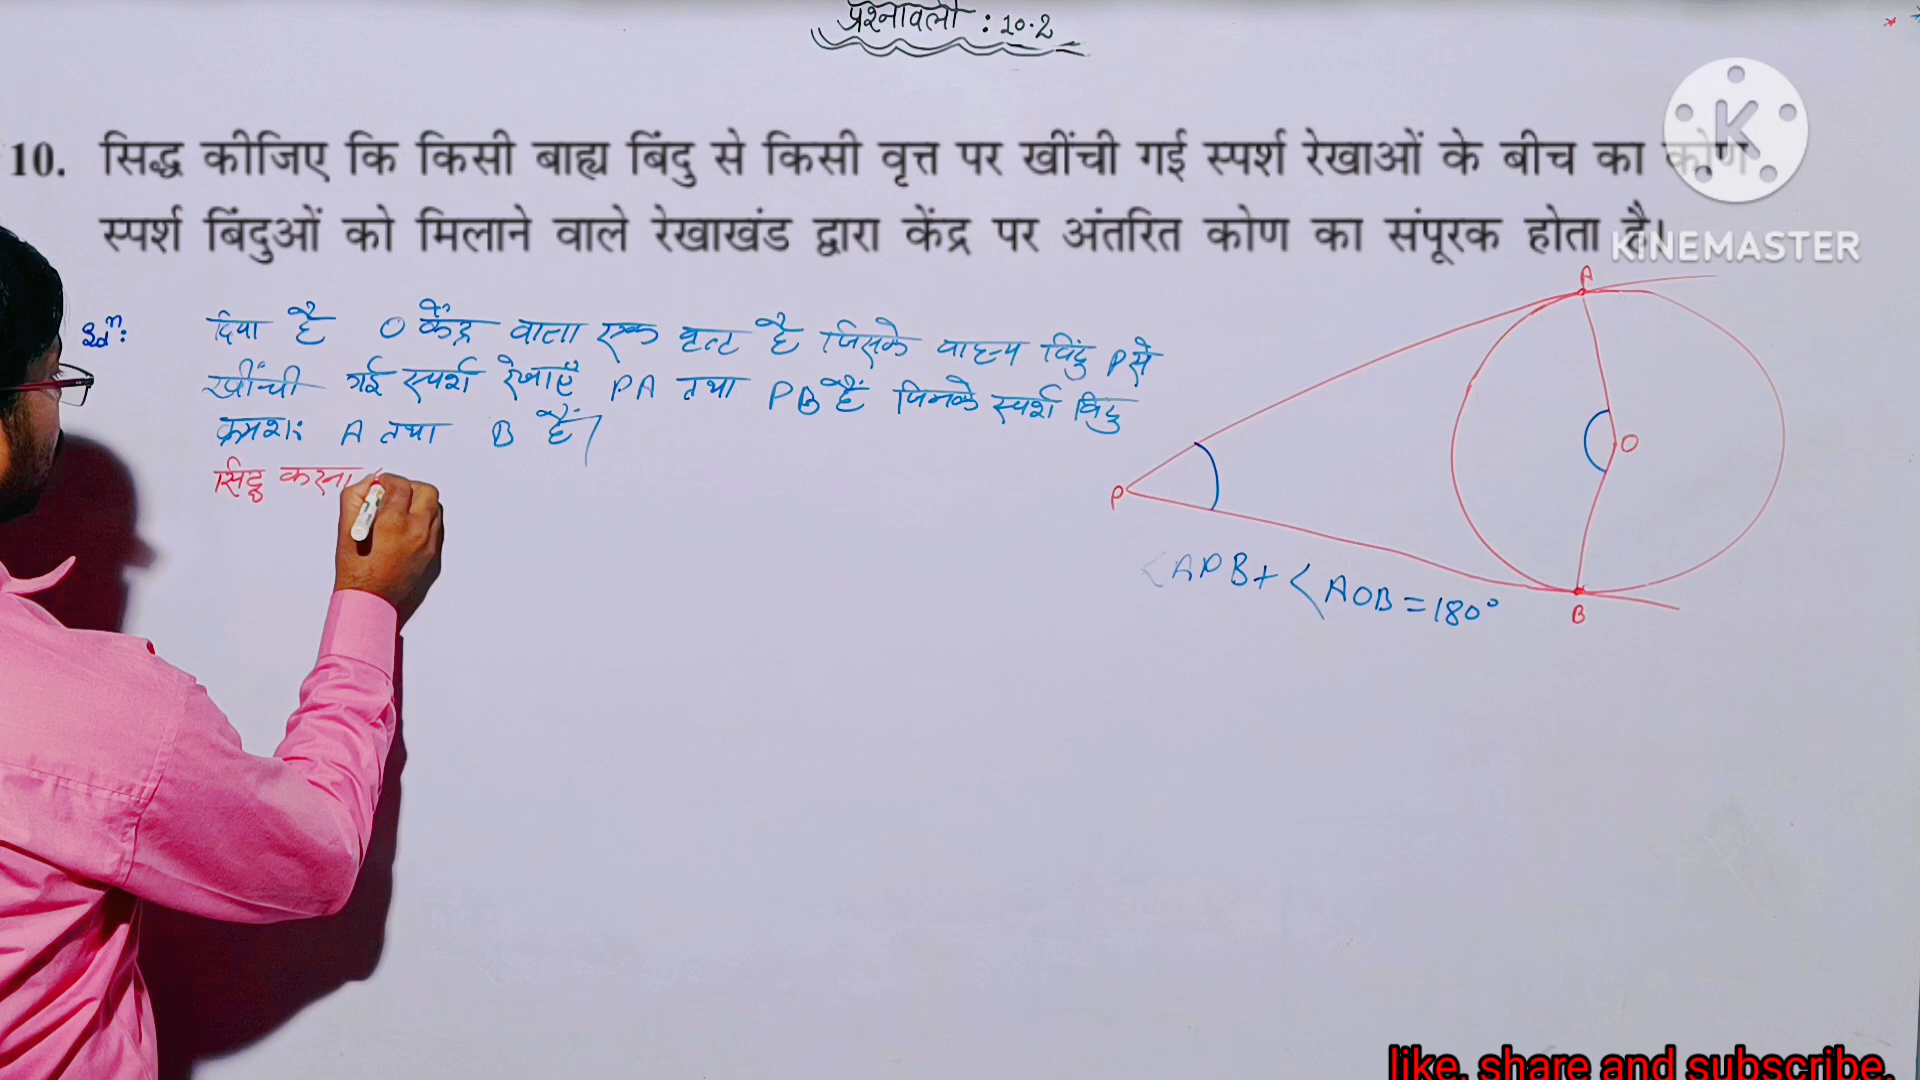 प्रश्नावली : 10.2
10. सिद्ध कीजिए कि किसी बाह्य बिंदु से किसी वृत्त पर खींची गई स्पर्श रेखाओं के बीच का कोण
स्पर्श बिंदुओं को मिलाने वाले रेखाखंड द्वारा केंद्र पर अंतरित कोण का संपूरक होता है।
K
KINEMASTER
Solⁿ: दिया है O केंद्र वाला एक वृत्त है जिसके वाह्य विंदु P से
खींची गई स्पर्श रेखाएँ PA तथा PB हैं जिनके स्पर्श विंदु
क्रमशः A तथा B हैं।
सिद्ध करना
A
O
P
B
<APB + <AOB = 180°
like, share and subscribe.